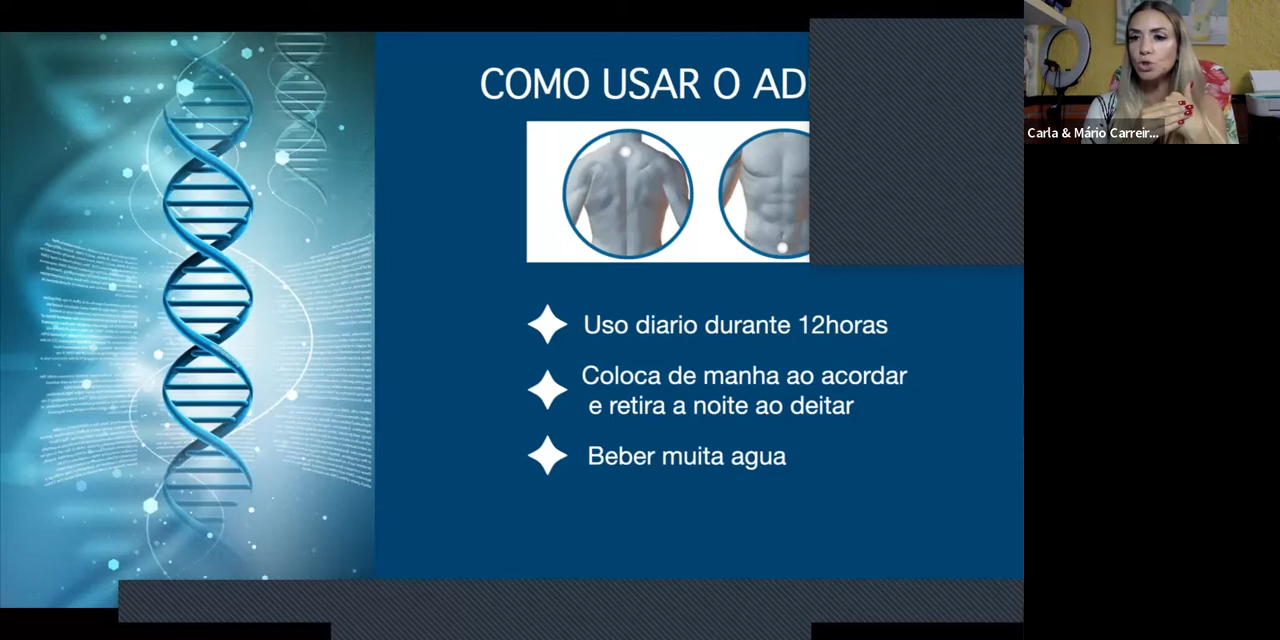 COMO USAR O AD
Uso diario durante 12horas
Coloca de manha ao acordar
e retira a noite ao deitar
Beber muita agua
Carla & Mário Carreir...